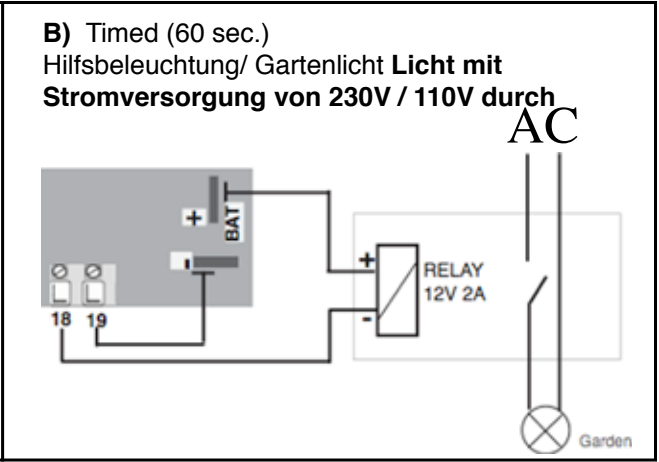 B) Timed (60 sec.)
Hilfsbeleuchtung/ Gartenlicht Licht mit
Stromversorgung von 230V / 110V durch
AC
+
BAT
-
+
RELAY
12V 2A
-
18 19
Garden